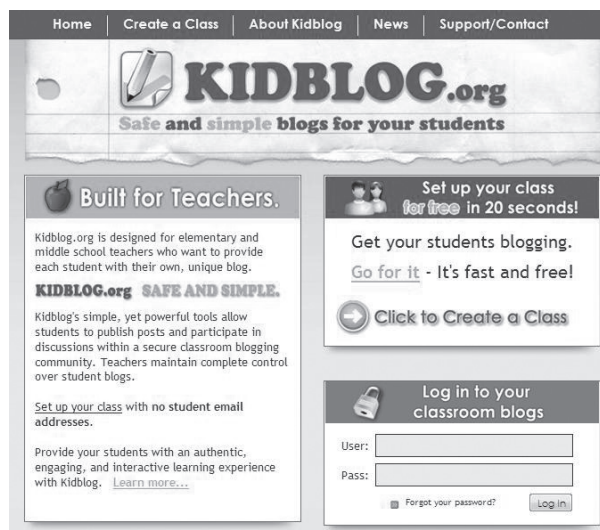 Home Create a Class About Kidblog News Support/Contact
KIDBLOG.org
Safe and simple blogs for your students
Built for Teachers.
Kidblog.org is designed for elementary and
middle school teachers who want to provide
each student with their own, unique blog.
KIDBLOG.org SAFE AND SIMPLE.
Kidblog's simple, yet powerful tools allow
students to publish posts and participate in
discussions within a secure classroom blogging
community. Teachers maintain complete control
over student blogs.
Set up your class with no student email
addresses.
Provide your students with an authentic,
engaging, and interactive learning experience
with Kidblog. Learn more...
Set up your class
for free in 20 seconds!
Get your students blogging.
Go for it - It's fast and free!
Click to Create a Class
Log in to your
classroom blogs
User:
Pass:
Forgot your password? Log in